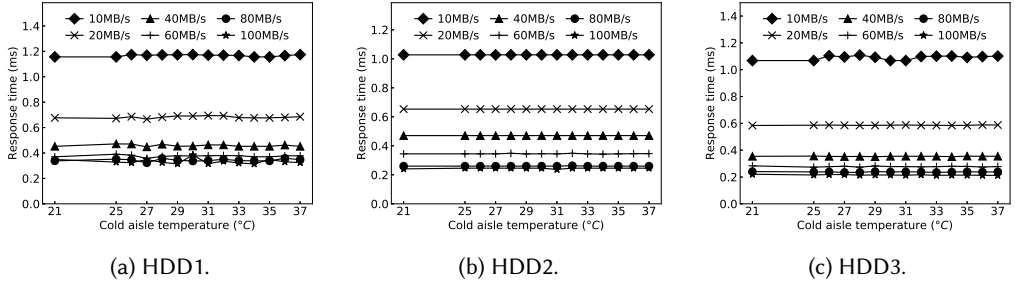 10MB/s 40MB/s 80MB/s
20MB/s 60MB/s 100MB/s
Response time (ms)
1.4
1.2
1.0
0.8
0.6
0.4
0.2
0.0
21 25 27 29 31 33 35 37
Cold aisle temperature (°C)
(a) HDD1.
10MB/s 40MB/s 80MB/s
20MB/s 60MB/s 100MB/s
Response time (ms)
1.2
1.0
0.8
0.6
0.4
0.2
0.0
21 25 27 29 31 33 35 37
Cold aisle temperature (°C)
(b) HDD2.
10MB/s 40MB/s 80MB/s
20MB/s 60MB/s 100MB/s
Response time (ms)
1.4
1.2
1.0
0.8
0.6
0.4
0.2
0.0
21 25 27 29 31 33 35 37
Cold aisle temperature (°C)
(c) HDD3.